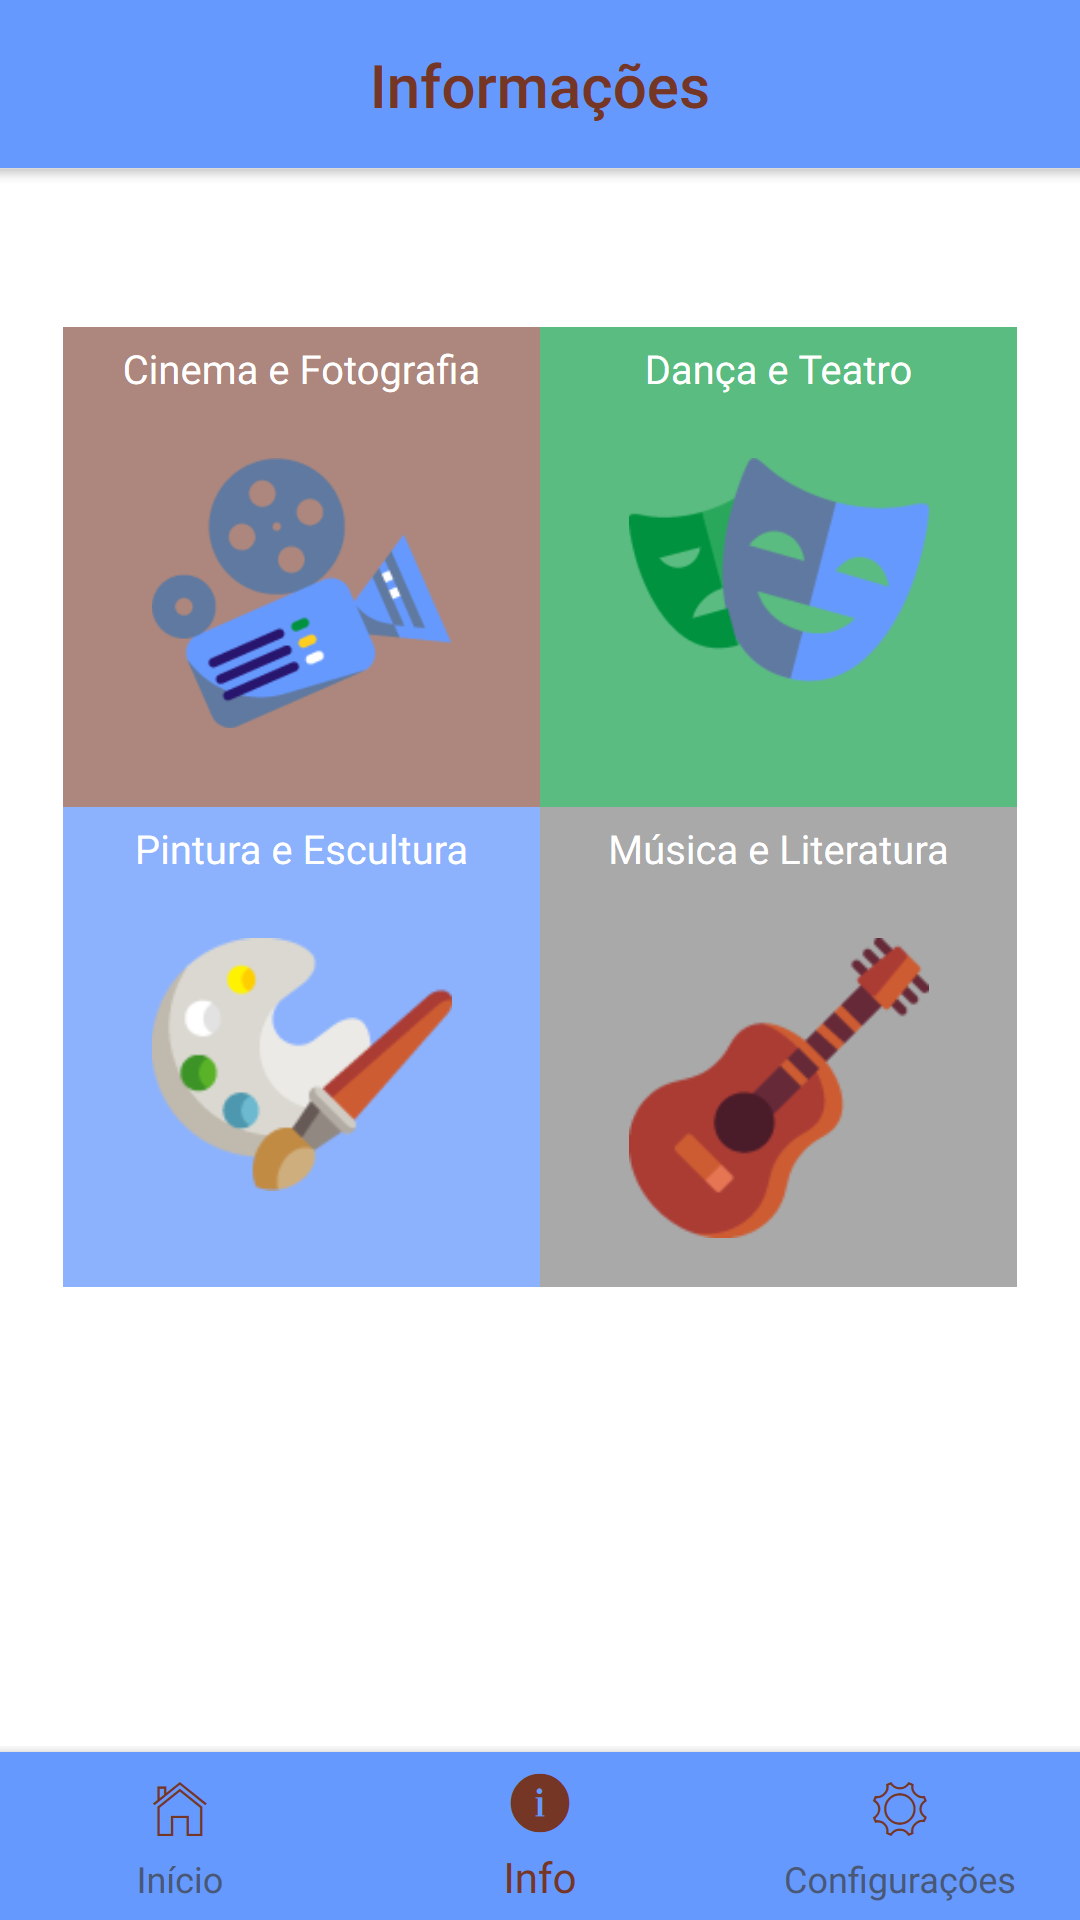 Informações
Cinema e Fotografia
Dança e Teatro
Pintura e Escultura
Música e Literatura
Início
Info
Configurações